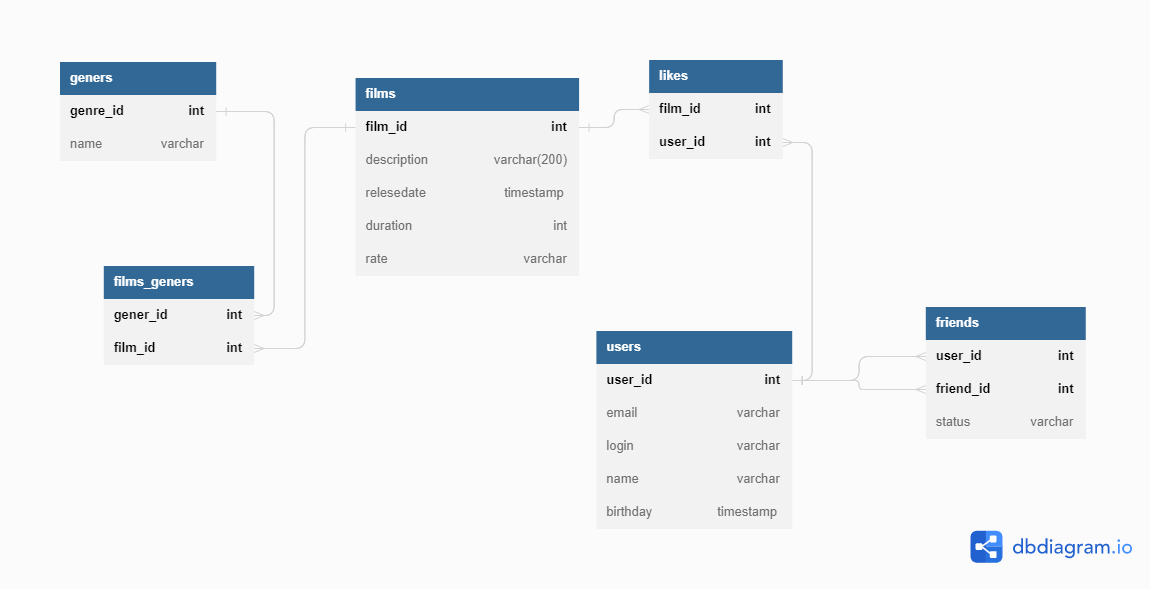 geners
genre_id int
name varchar
films
film_id int
description varchar(200)
relesedate timestamp
duration int
rate varchar
likes
film_id int
user_id int
films_geners
gener_id int
film_id int
users
user_id int
email varchar
login varchar
name varchar
birthday timestamp
friends
user_id int
friend_id int
status varchar
dbdiagram.io